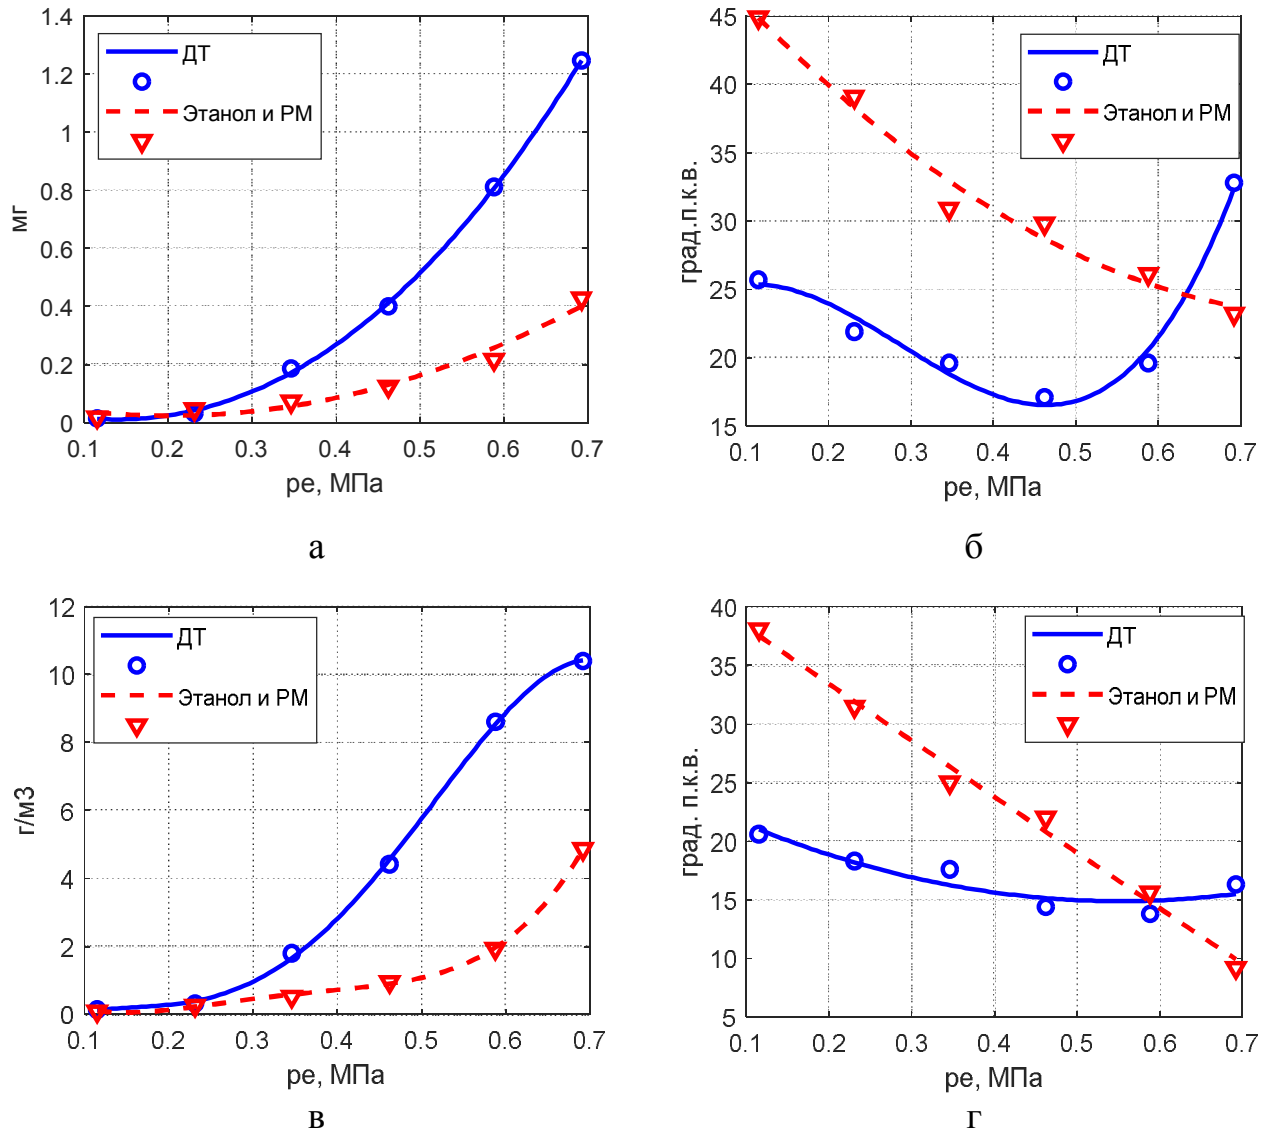 1.4
1.2
1
0.8
0.6
0.4
0.2
0
мг
0.1 0.2 0.3 0.4 0.5 0.6 0.7
pe, МПа
ДТ
Этанол и РМ
а
45
40
35
30
25
20
15
град.п.к.в.
0.1 0.2 0.3 0.4 0.5 0.6 0.7
pe, МПа
ДТ
Этанол и РМ
б
12
10
8
6
4
2
0
г/м3
0.1 0.2 0.3 0.4 0.5 0.6 0.7
pe, МПа
ДТ
Этанол и РМ
в
40
35
30
25
20
15
10
5
град. п.к.в.
0.1 0.2 0.3 0.4 0.5 0.6 0.7
pe, МПа
ДТ
Этанол и РМ
г